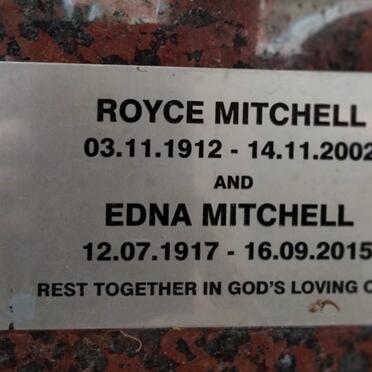 ROYCE MITCHELL
03.11.1912 - 14.11.2002
AND
EDNA MITCHELL
12.07.1917 - 16.09.2015
REST TOGETHER IN GOD'S LOVING